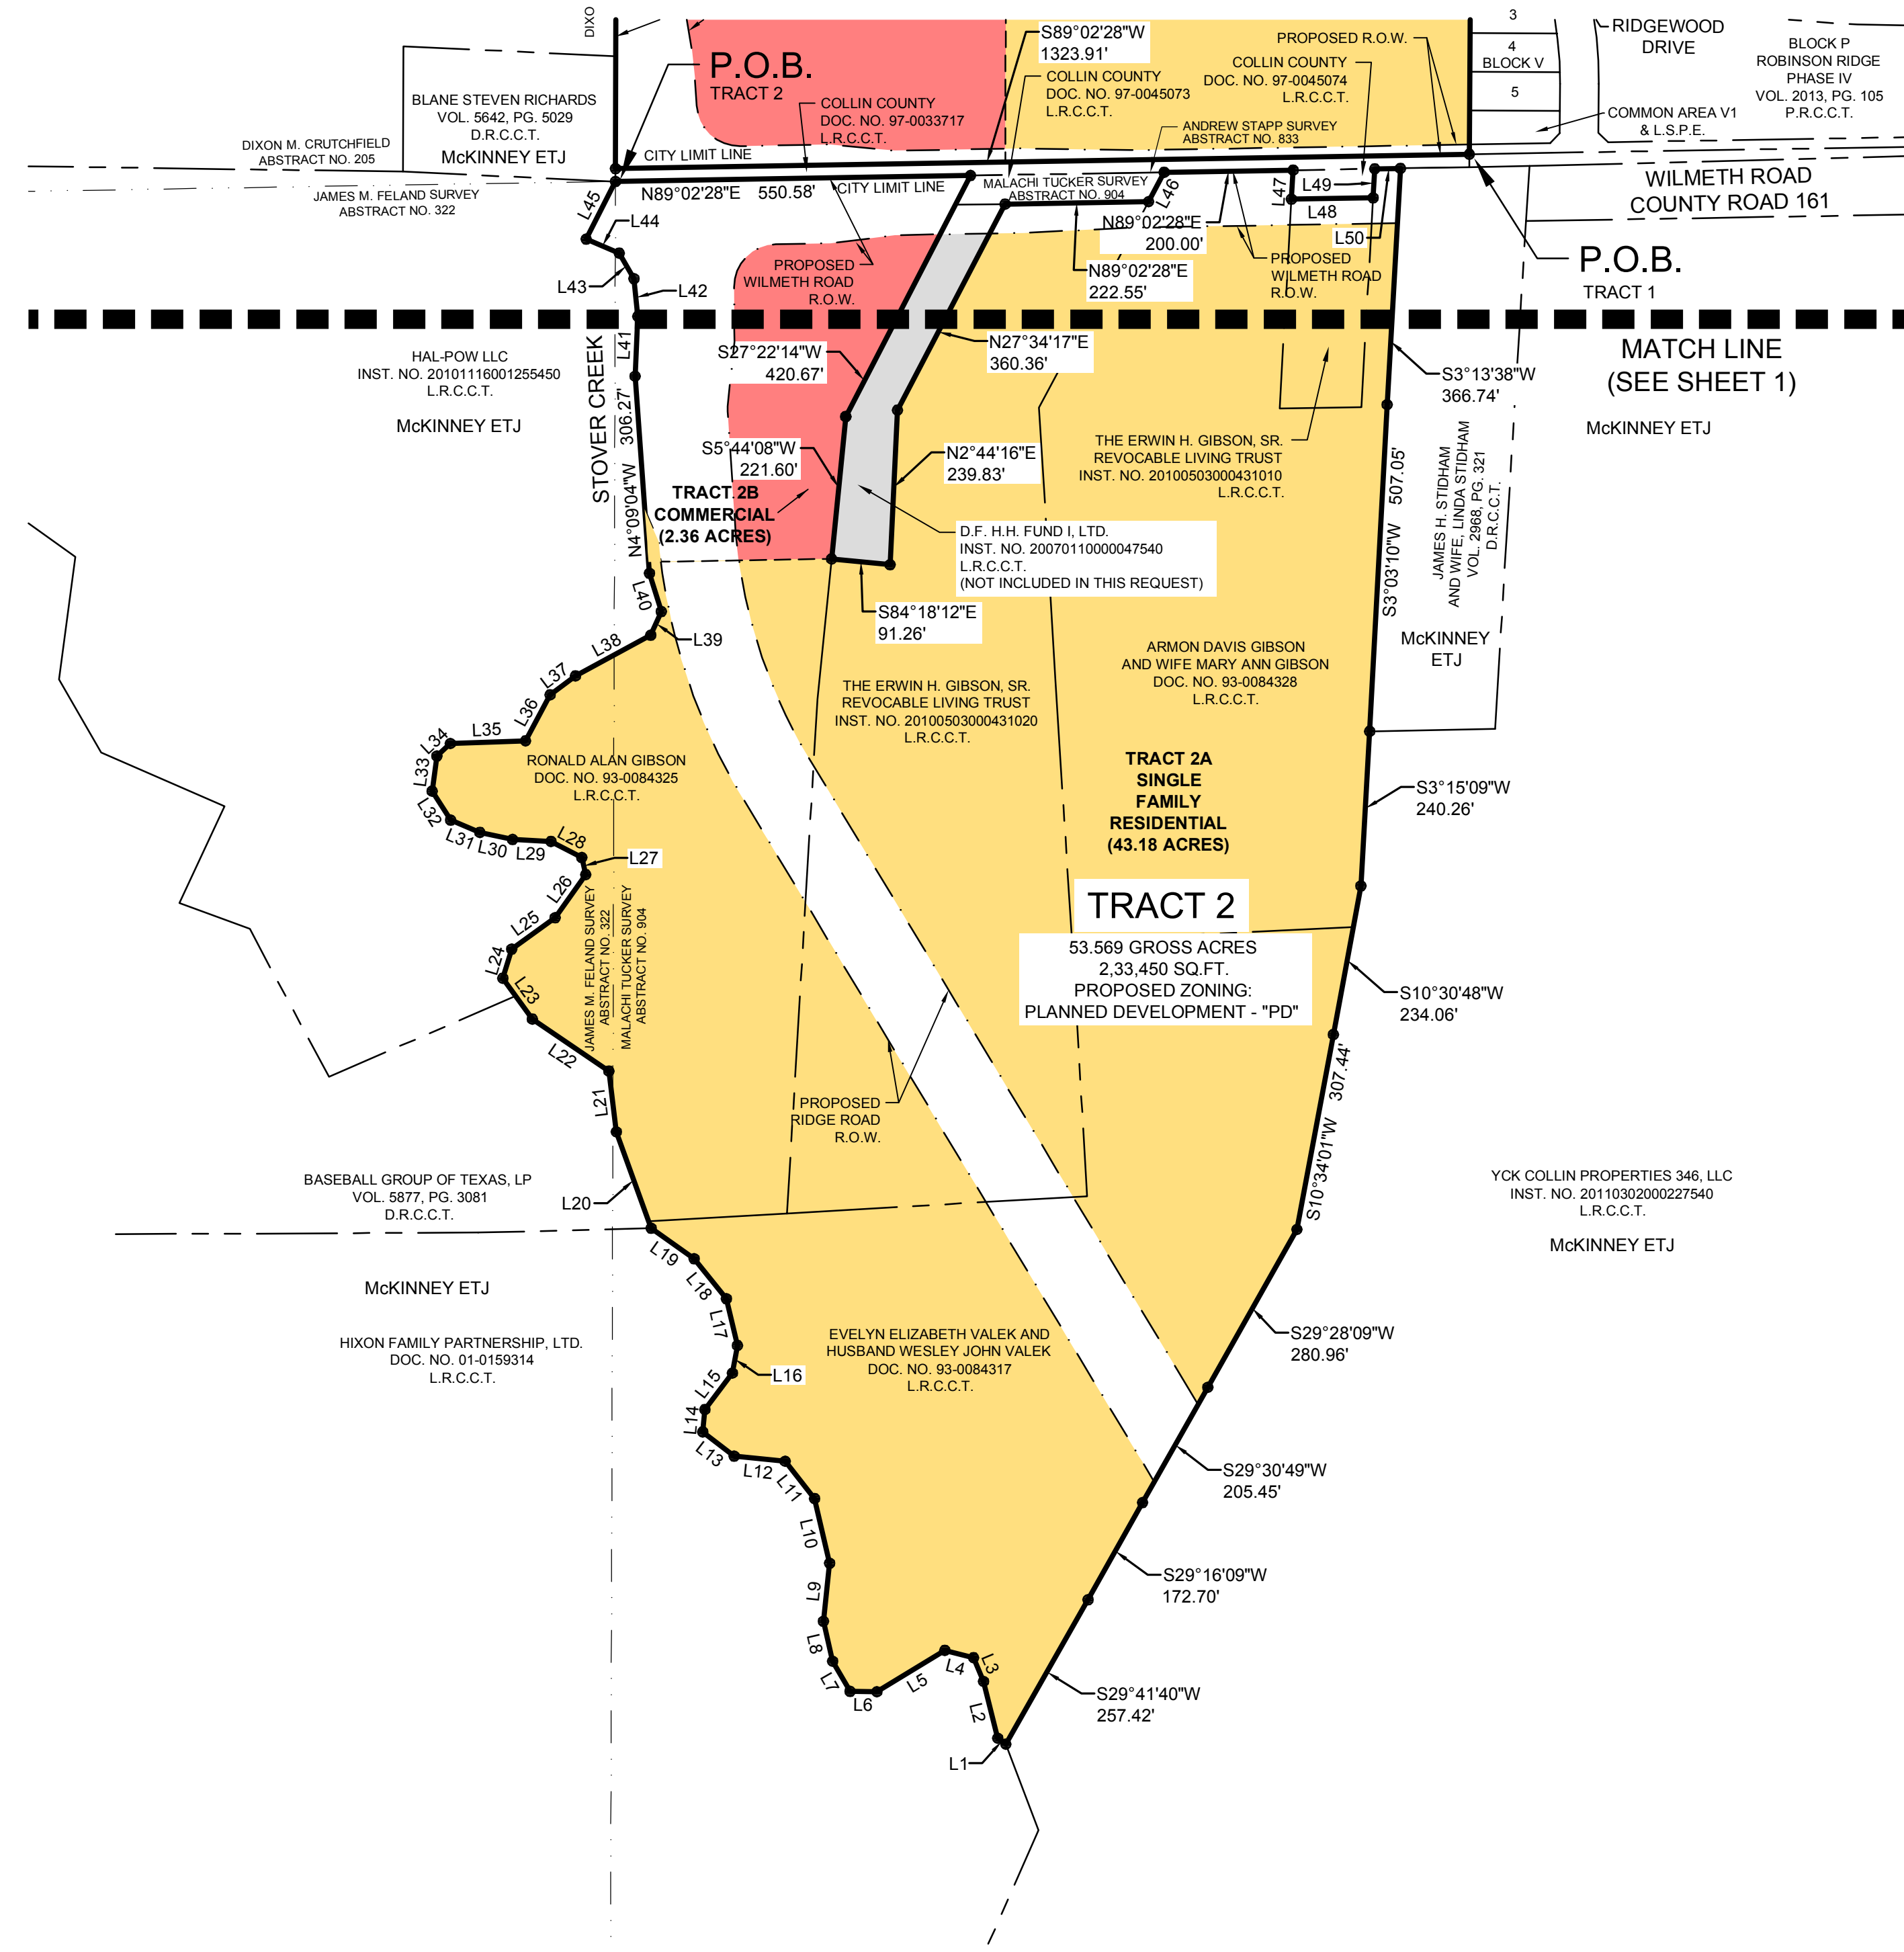 DIXO
P.O.B.
TRACT 2
S89°02'28"W
1323.91'
PROPOSED R.O.W.
COLLIN COUNTY
DOC. NO. 97-0045074
L.R.C.C.T.
COLLIN COUNTY
DOC. NO. 97-0045073
L.R.C.C.T.
COLLIN COUNTY
DOC. NO. 97-0033717
L.R.C.C.T.
ANDREW STAPP SURVEY
ABSTRACT NO. 833
3
4
BLOCK V
5
RIDGEWOOD
DRIVE
BLOCK P
ROBINSON RIDGE
PHASE IV
VOL. 2013, PG. 105
P.R.C.C.T.
COMMON AREA V1
& L.S.P.E.
BLANE STEVEN RICHARDS
VOL. 5642, PG. 5029
D.R.C.C.T.
McKINNEY ETJ
DIXON M. CRUTCHFIELD
ABSTRACT NO. 205
JAMES M. FELAND SURVEY
ABSTRACT NO. 322
CITY LIMIT LINE
N89°02'28"E 550.58'
CITY LIMIT LINE
MALACHI TUCKER SURVEY
ABSTRACT NO. 904
L45
L44
L43
L42
L41
L46
L47
L49
L48
L50
N89°02'28"E
200.00'
N89°02'28"E
222.55'
WILMETH ROAD
COUNTY ROAD 161
P.O.B.
TRACT 1
PROPOSED
WILMETH ROAD
R.O.W.
PROPOSED
WILMETH ROAD
R.O.W.
MATCH LINE
(SEE SHEET 1)
McKINNEY ETJ
HAL-POW LLC
INST. NO. 20101116001255450
L.R.C.C.T.
McKINNEY ETJ
STOVER CREEK
N4°09'04"W 306.27'
S27°22'14"W
420.67'
N27°34'17"E
360.36'
S3°13'38"W
366.74'
S5°44'08"W
221.60'
N2°44'16"E
239.83'
TRACT 2B
COMMERCIAL
(2.36 ACRES)
THE ERWIN H. GIBSON, SR.
REVOCABLE LIVING TRUST
INST. NO. 20100503000431010
L.R.C.C.T.
D.F. H.H. FUND I, LTD.
INST. NO. 20070110000047540
L.R.C.C.T.
(NOT INCLUDED IN THIS REQUEST)
S84°18'12"E
91.26'
S3°03'10"W 507.05'
JAMES H. STIDHAM
AND WIFE, LINDA STIDHAM
VOL. 2968, PG. 321
D.R.C.C.T.
McKINNEY
ETJ
L40
L39
L38
L37
L36
L35
L34
L33
L32
L31
L30
L29
L28
L27
L26
L25
L24
L23
L22
L21
L20
ARMON DAVIS GIBSON
AND WIFE MARY ANN GIBSON
DOC. NO. 93-0084328
L.R.C.C.T.
THE ERWIN H. GIBSON, SR.
REVOCABLE LIVING TRUST
INST. NO. 20100503000431020
L.R.C.C.T.
RONALD ALAN GIBSON
DOC. NO. 93-0084325
L.R.C.C.T.
TRACT 2A
SINGLE
FAMILY
RESIDENTIAL
(43.18 ACRES)
S3°15'09"W
240.26'
JAMES M. FELAND SURVEY
ABSTRACT NO. 322
MALACHI TUCKER SURVEY
ABSTRACT NO. 904
TRACT 2
53.569 GROSS ACRES
2,33,450 SQ.FT.
PROPOSED ZONING:
PLANNED DEVELOPMENT - "PD"
S10°30'48"W
234.06'
S10°34'01"W 307.44'
PROPOSED
RIDGE ROAD
R.O.W.
BASEBALL GROUP OF TEXAS, LP
VOL. 5877, PG. 3081
D.R.C.C.T.
YCK COLLIN PROPERTIES 346, LLC
INST. NO. 20110302000227540
L.R.C.C.T.
McKINNEY ETJ
McKINNEY ETJ
HIXON FAMILY PARTNERSHIP, LTD.
DOC. NO. 01-0159314
L.R.C.C.T.
L19
L18
L17
L16
L15
L14
L13
L12
L11
L10
L9
L8
L7
L6
L5
L4
L3
L2
L1
EVELYN ELIZABETH VALEK AND
HUSBAND WESLEY JOHN VALEK
DOC. NO. 93-0084317
L.R.C.C.T.
S29°28'09"W
280.96'
S29°30'49"W
205.45'
S29°16'09"W
172.70'
S29°41'40"W
257.42'